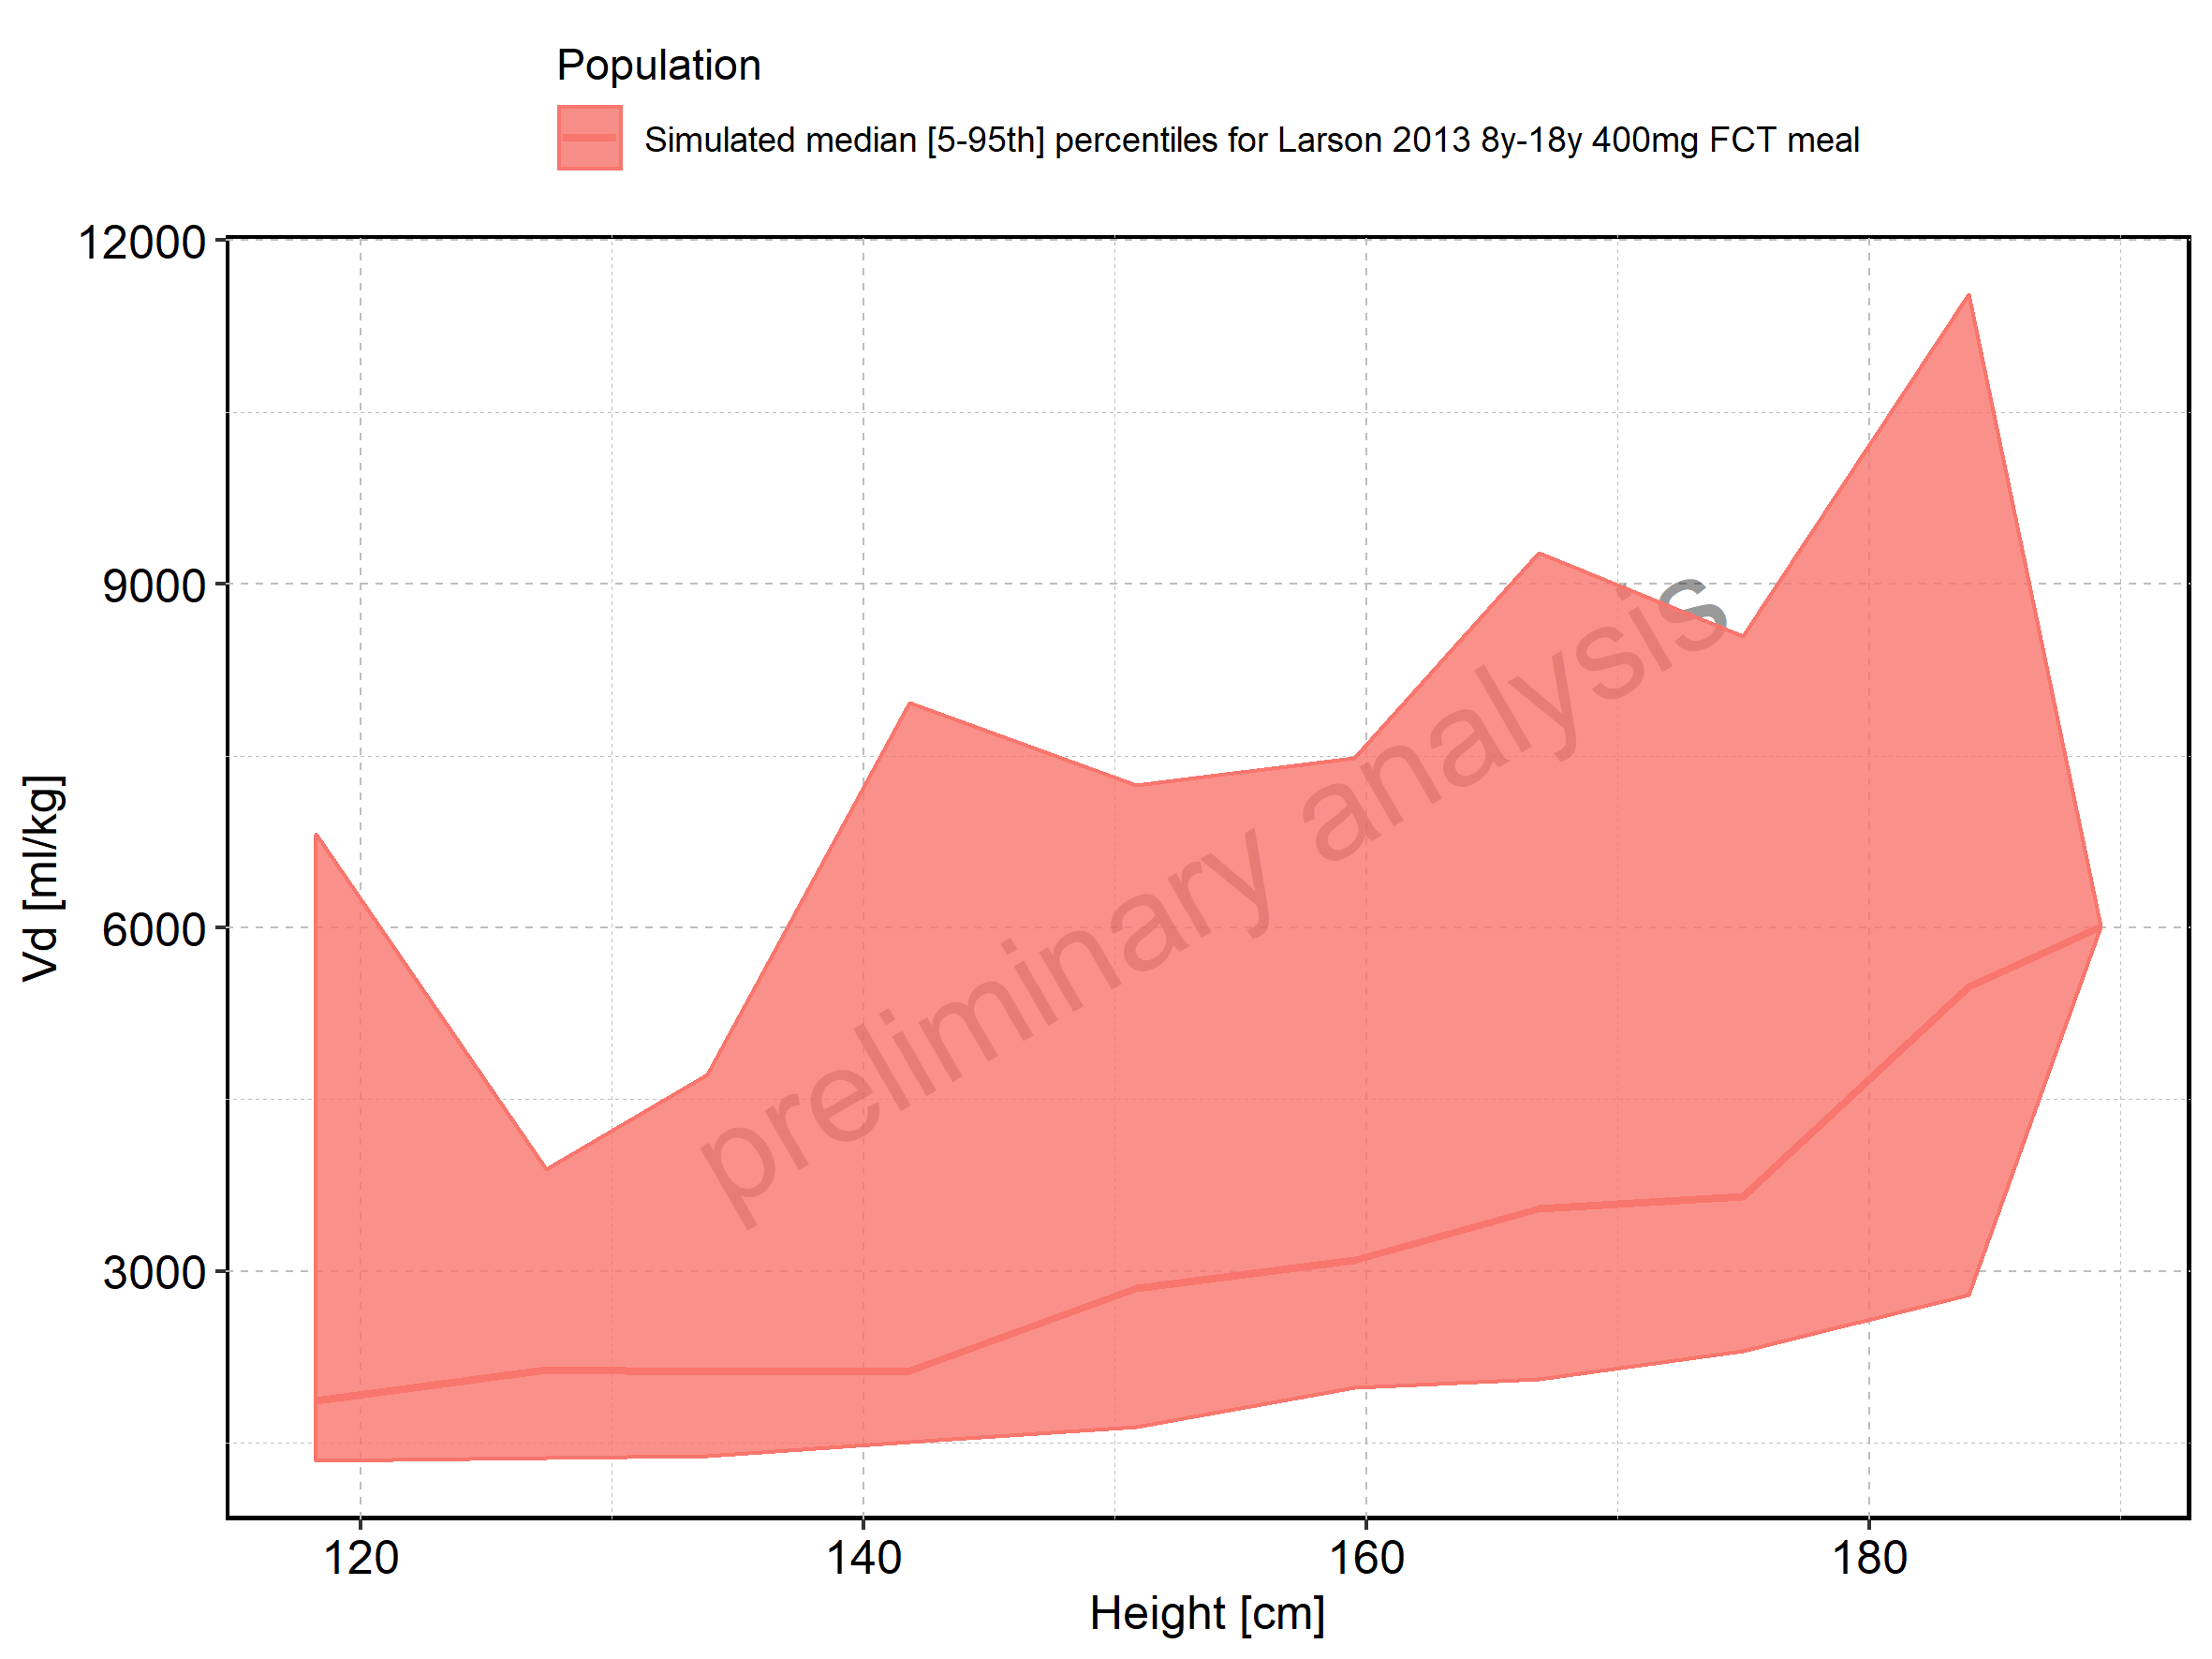 Population
Simulated median [5-95th] percentiles for Larson 2013 8y-18y 400mg FCT meal
12000
9000
6000
3000
Vd [ml/kg]
preliminary analysis
120 140 160 180
Height [cm]